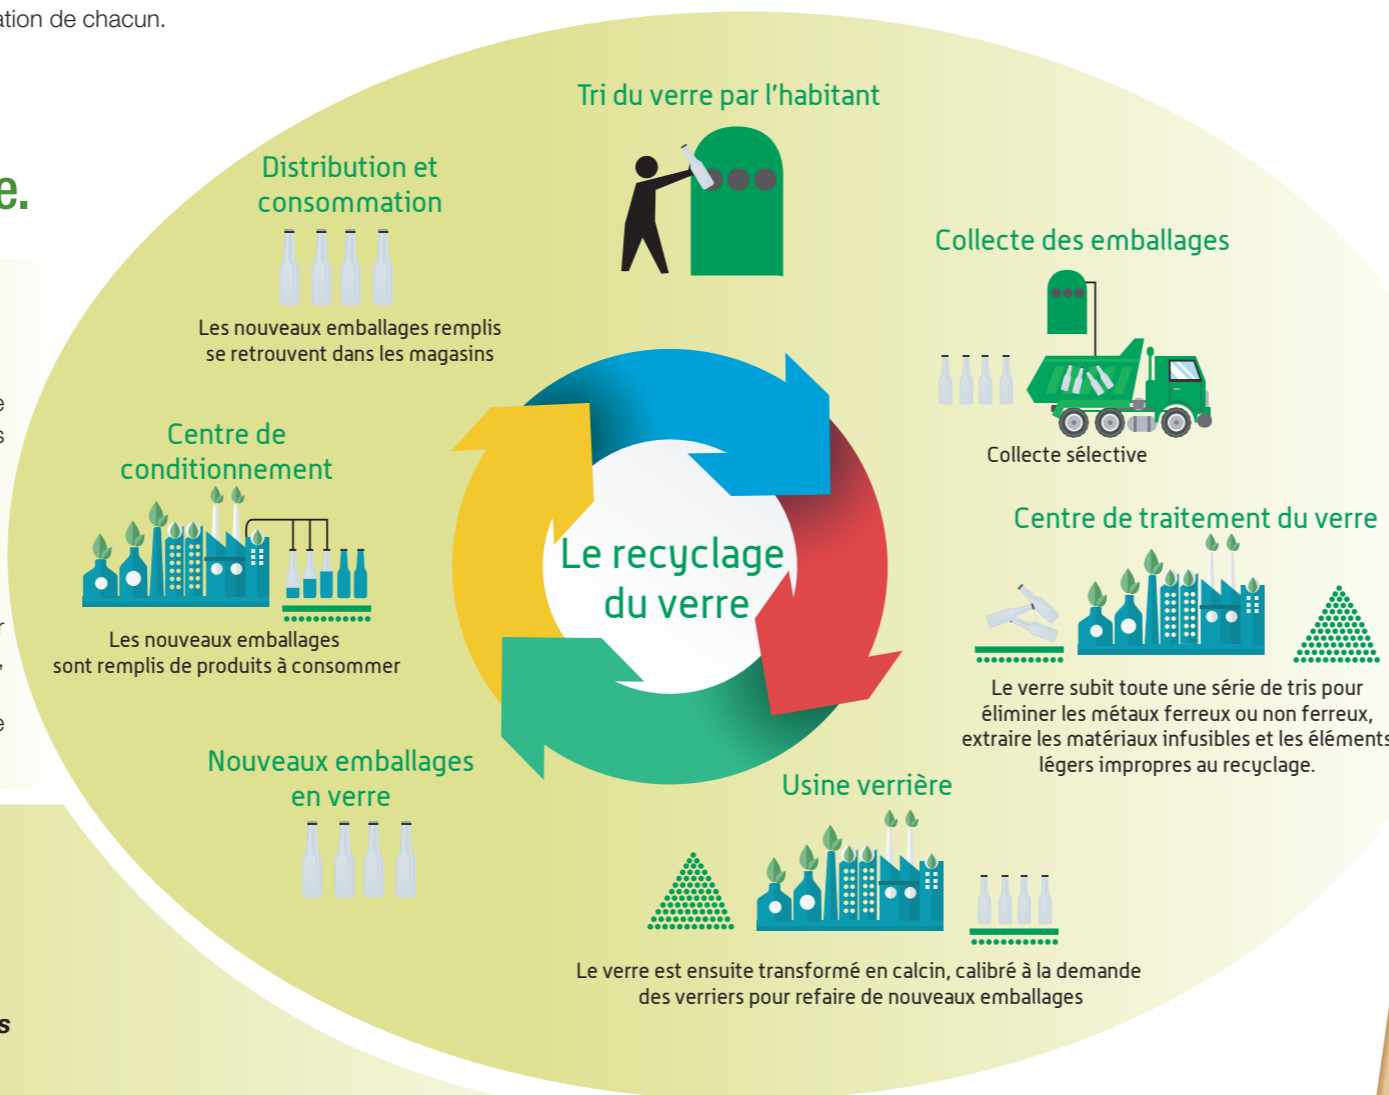 ation de chacun.
e.
e
s
r
,
e
s
Tri du verre par l'habitant
Collecte des emballages
Collecte sélective
Centre de traitement du verre
Le verre subit toute une série de tris pour
éliminer les métaux ferreux ou non ferreux,
extraire les matériaux infusibles et les éléments
légers impropres au recyclage.
Usine verrière
Le verre est ensuite transformé en calcin, calibré à la demande
des verriers pour refaire de nouveaux emballages
Nouveaux emballages
en verre
Centre de
conditionnement
Les nouveaux emballages
sont remplis de produits à consommer
Distribution et
consommation
Les nouveaux emballages remplis
se retrouvent dans les magasins
Le recyclage
du verre